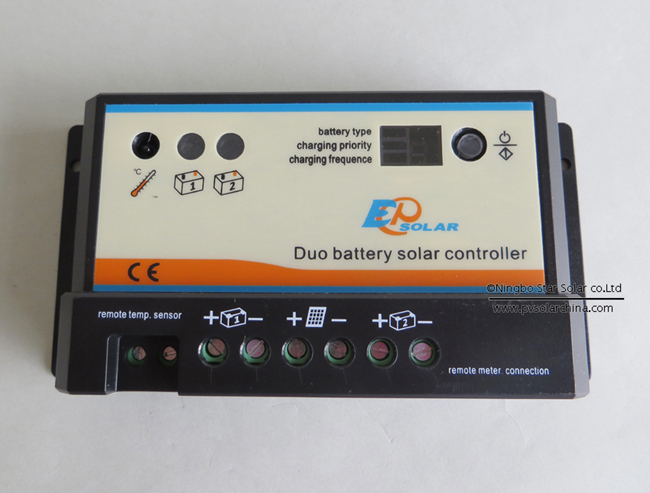 battery type
charging priority
charging frequence
°C
1 2
EP SOLAR
Duo battery solar controller
CE
©Ningbo Star Solar co.Ltd
www.pvsolarchina.com
remote temp. sensor
+ 1 − + − + 2 −
remote meter connection